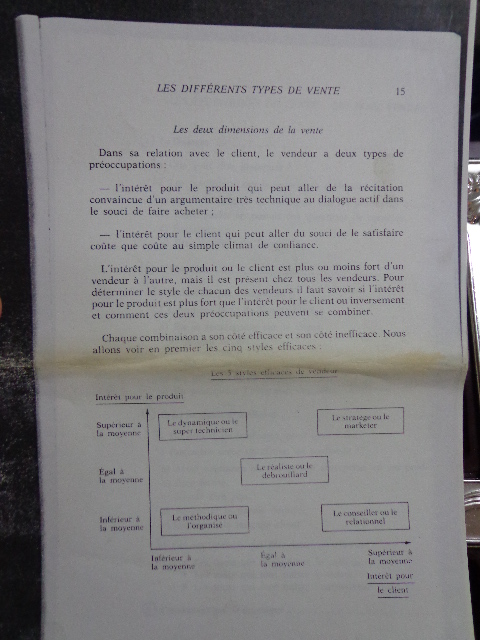 LES DIFFÉRENTS TYPES DE VENTE 15
Les deux dimensions de la vente
Dans sa relation avec le client, le vendeur a deux types de
préoccupations :
— l'intérêt pour le produit qui peut aller de la récitation
convaincue d'un argumentaire très technique au dialogue actif dans
le souci de faire acheter ;
— l'intérêt pour le client qui peut aller du souci de le satisfaire
coûte que coûte au simple climat de confiance.
L'intérêt pour le produit ou le client est plus ou moins fort d'un
vendeur à l'autre, mais il est présent chez tous les vendeurs. Pour
déterminer le style de chacun des vendeurs il faut savoir si l'intérêt
pour le produit est plus fort que l'intérêt pour le client ou inversement
et comment ces deux préoccupations peuvent se combiner.
Chaque combinaison a son côté efficace et son côté inefficace. Nous
allons voir en premier les cinq styles efficaces :
Les 5 styles efficaces de vendeur
Intérêt pour le produit
Supérieur à
la moyenne
Le dynamique ou le
super technicien
Le stratège ou le
marketer
Égal à
la moyenne
Le réaliste ou le
débrouillard
Inférieur à
la moyenne
Le méthodique ou
l'organisé
Le conseiller ou le
relationnel
Inférieur à
la moyenne
Égal à
la moyenne
Supérieur à
la moyenne
Intérêt pour
le client